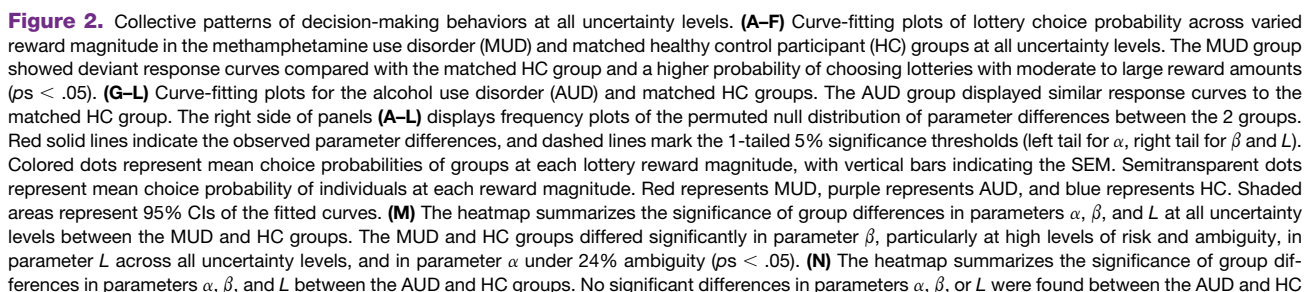 Figure 2. Collective patterns of decision-making behaviors at all uncertainty levels. (A–F) Curve-fitting plots of lottery choice probability across varied
reward magnitude in the methamphetamine use disorder (MUD) and matched healthy control participant (HC) groups at all uncertainty levels. The MUD group
showed deviant response curves compared with the matched HC group and a higher probability of choosing lotteries with moderate to large reward amounts
(ps < .05). (G–L) Curve-fitting plots for the alcohol use disorder (AUD) and matched HC groups. The AUD group displayed similar response curves to the
matched HC group. The right side of panels (A–L) displays frequency plots of the permuted null distribution of parameter differences between the 2 groups.
Red solid lines indicate the observed parameter differences, and dashed lines mark the 1-tailed 5% significance thresholds (left tail for α, right tail for β and L).
Colored dots represent mean choice probabilities of groups at each lottery reward magnitude, with vertical bars indicating the SEM. Semitransparent dots
represent mean choice probability of individuals at each reward magnitude. Red represents MUD, purple represents AUD, and blue represents HC. Shaded
areas represent 95% CIs of the fitted curves. (M) The heatmap summarizes the significance of group differences in parameters α, β, and L at all uncertainty
levels between the MUD and HC groups. The MUD and HC groups differed significantly in parameter β, particularly at high levels of risk and ambiguity, in
parameter L across all uncertainty levels, and in parameter α under 24% ambiguity (ps < .05). (N) The heatmap summarizes the significance of group dif-
ferences in parameters α, β, and L between the AUD and HC groups. No significant differences in parameters α, β, or L were found between the AUD and HC